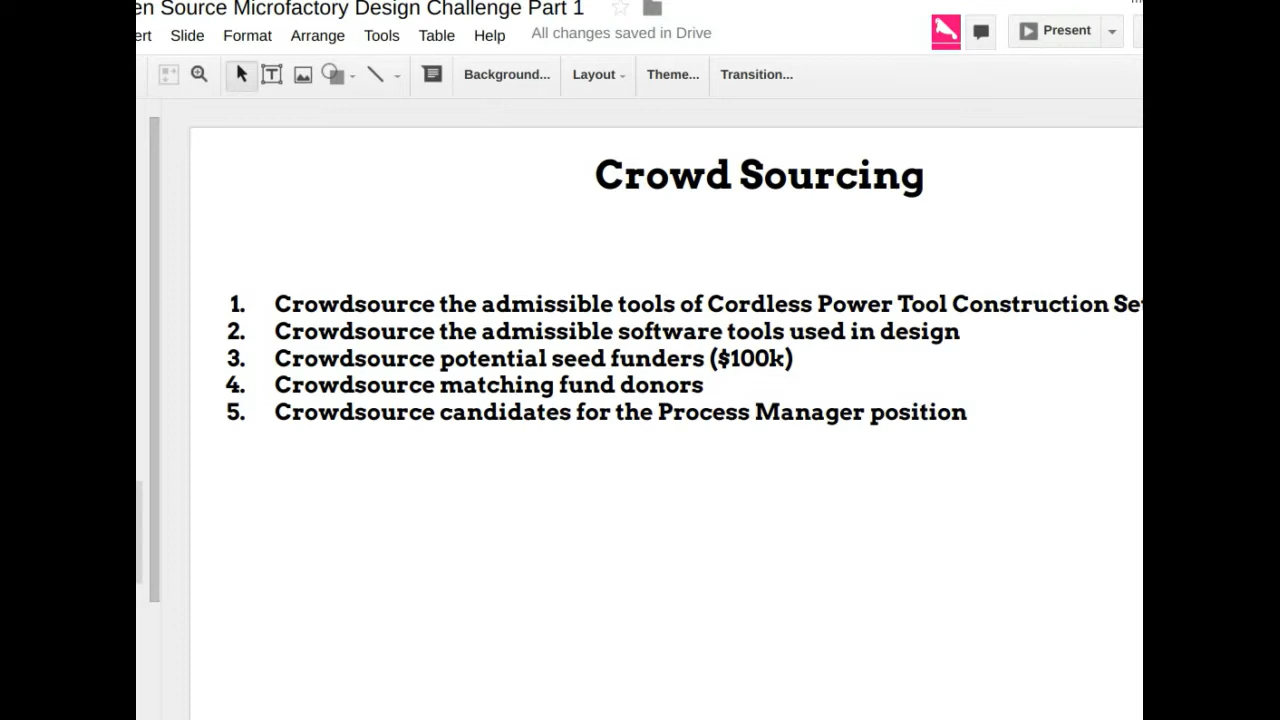 en Source Microfactory Design Challenge Part 1
ert Slide Format Arrange Tools Table Help All changes saved in Drive
Present
Background... Layout Theme... Transition...
Crowd Sourcing
1. Crowdsource the admissible tools of Cordless Power Tool Construction Set
2. Crowdsource the admissible software tools used in design
3. Crowdsource potential seed funders ($100k)
4. Crowdsource matching fund donors
5. Crowdsource candidates for the Process Manager position